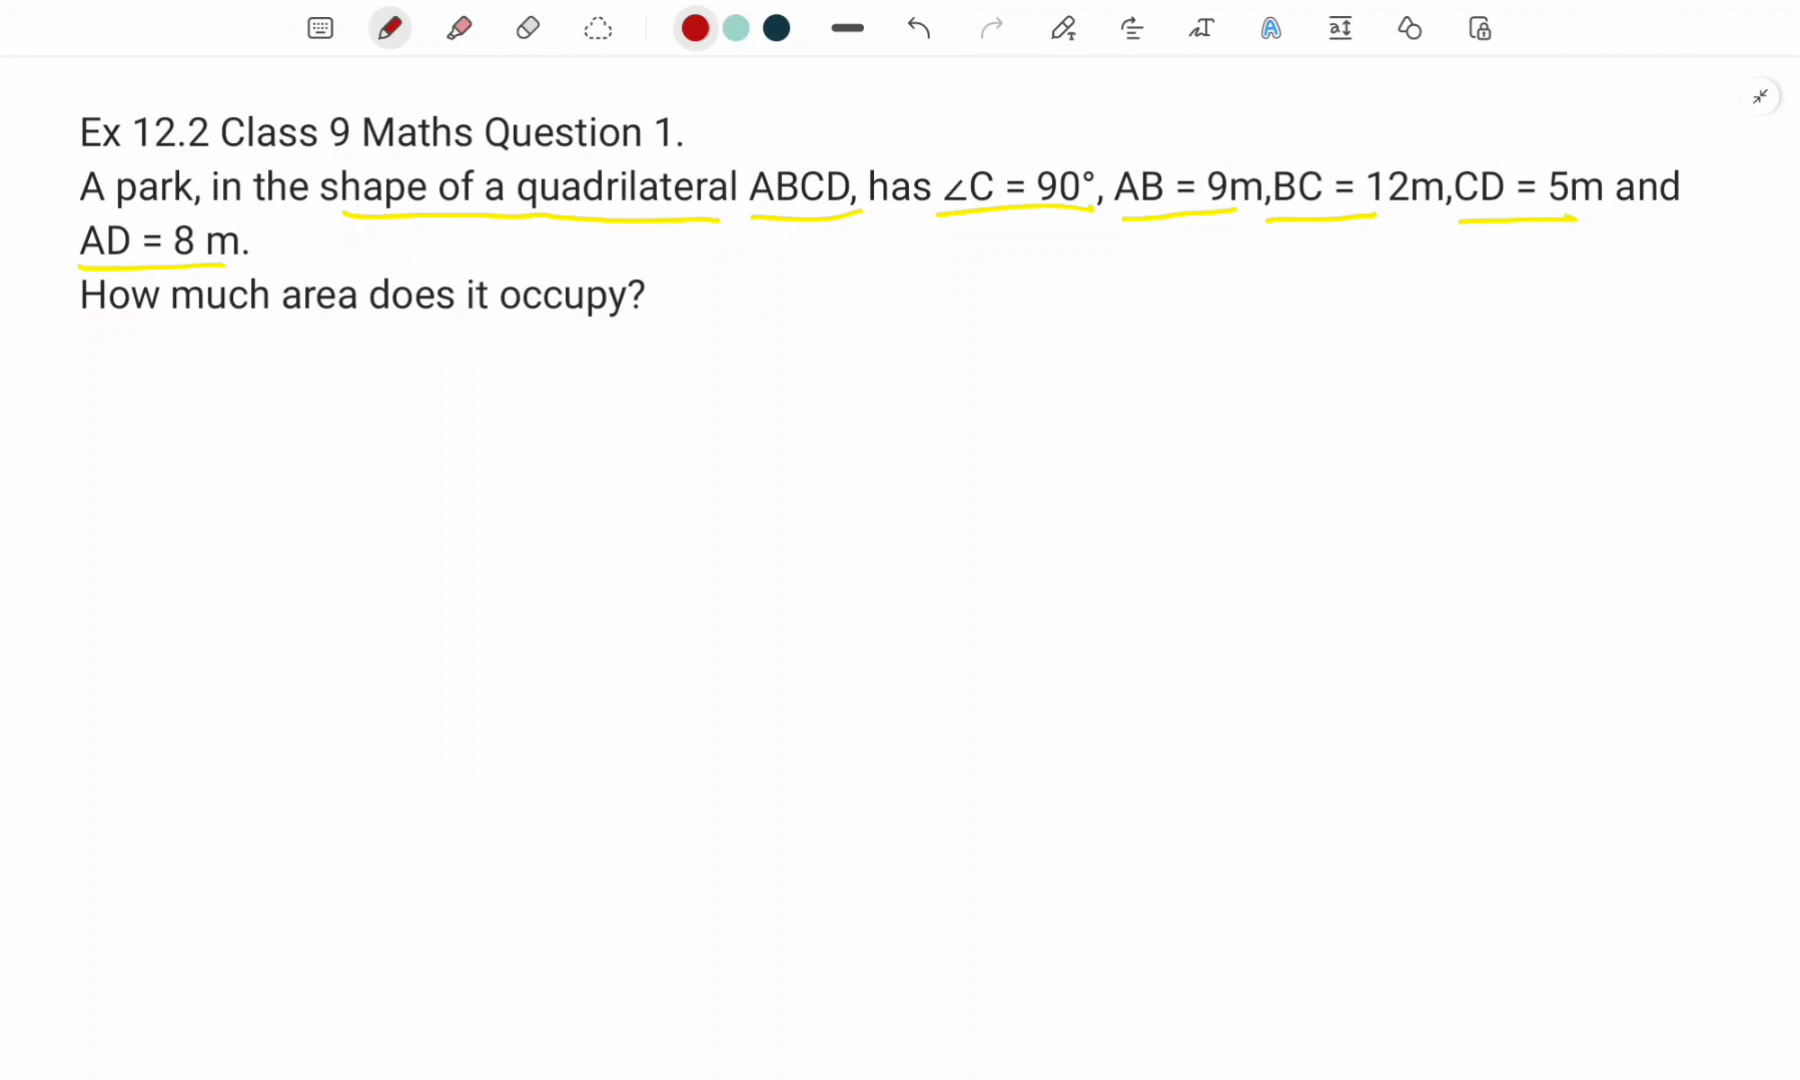 Ex 12.2 Class 9 Maths Question 1.
A park, in the shape of a quadrilateral ABCD, has ∠C = 90°, AB = 9m,BC = 12m,CD = 5m and
AD = 8 m.
How much area does it occupy?